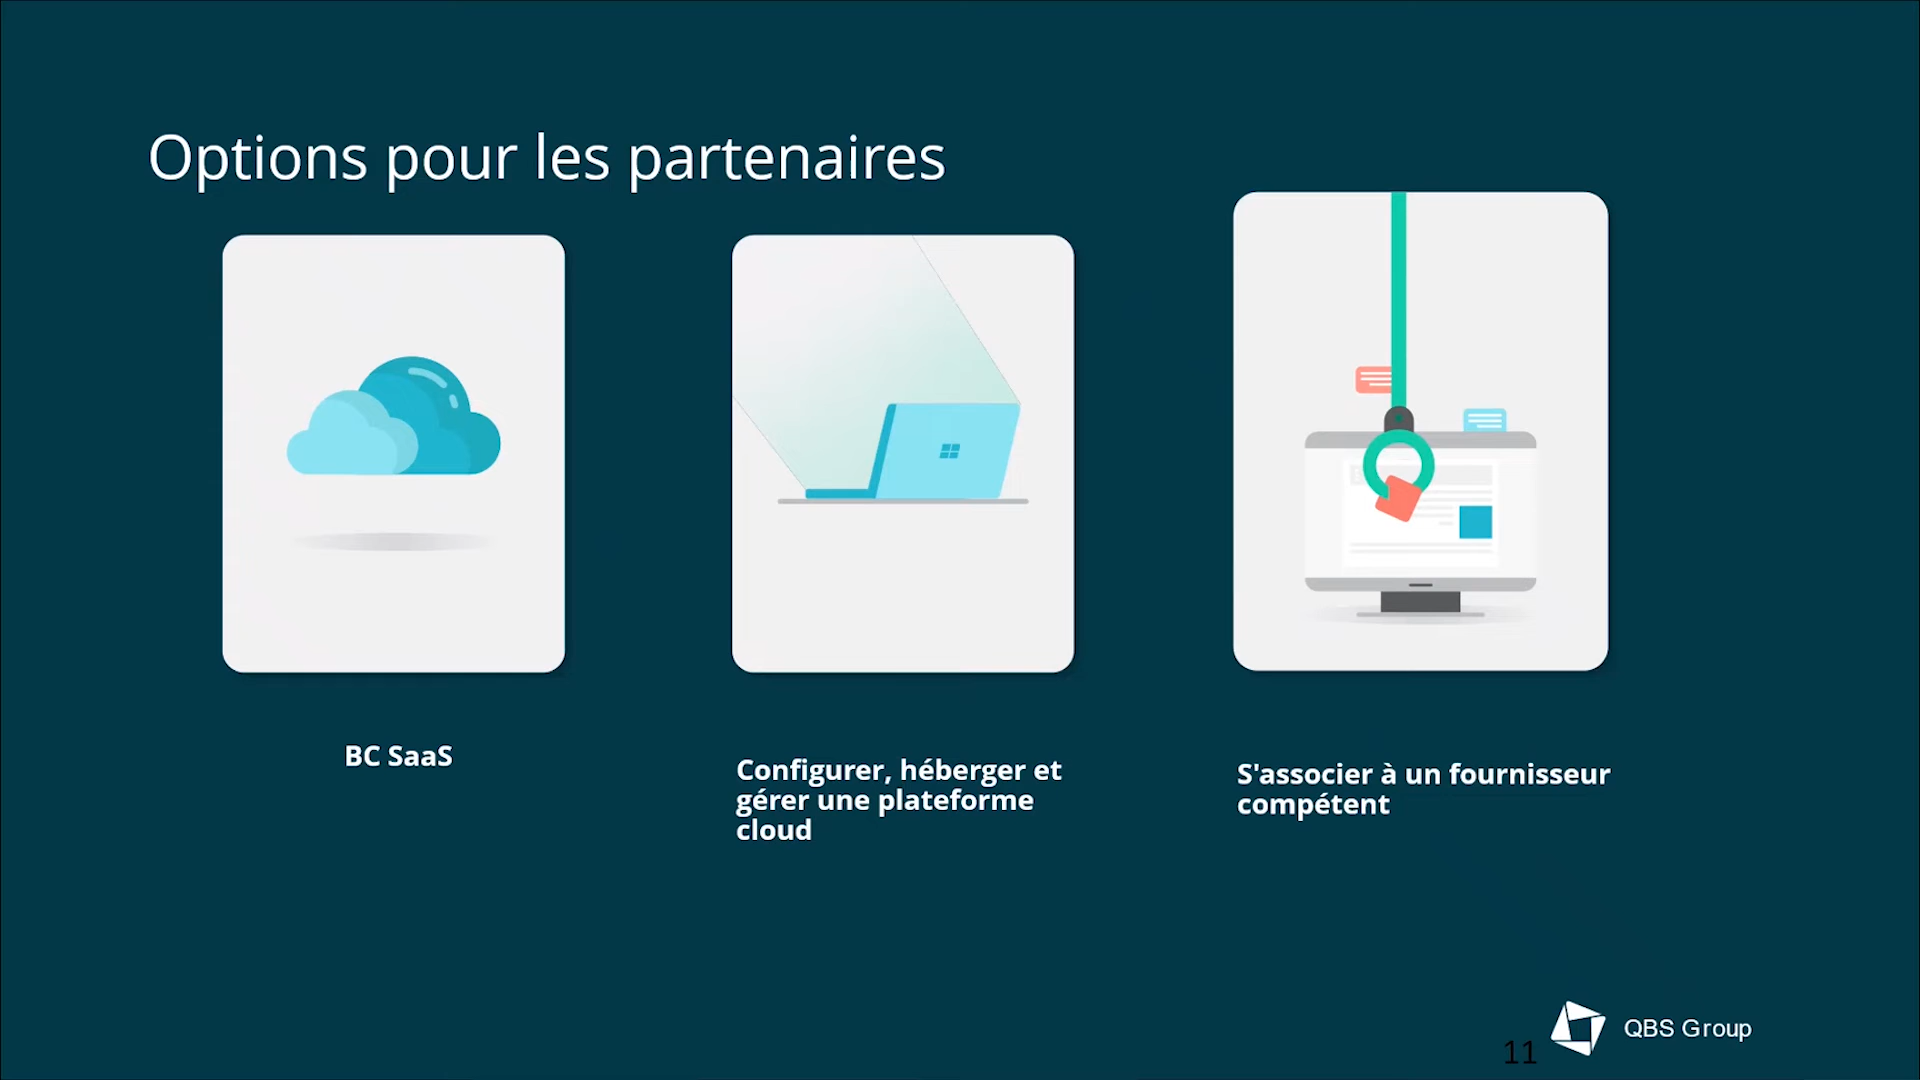 Options pour les partenaires
BC SaaS
Configurer, héberger et
gérer une plateforme
cloud
S'associer à un fournisseur
compétent
11
QBS Group